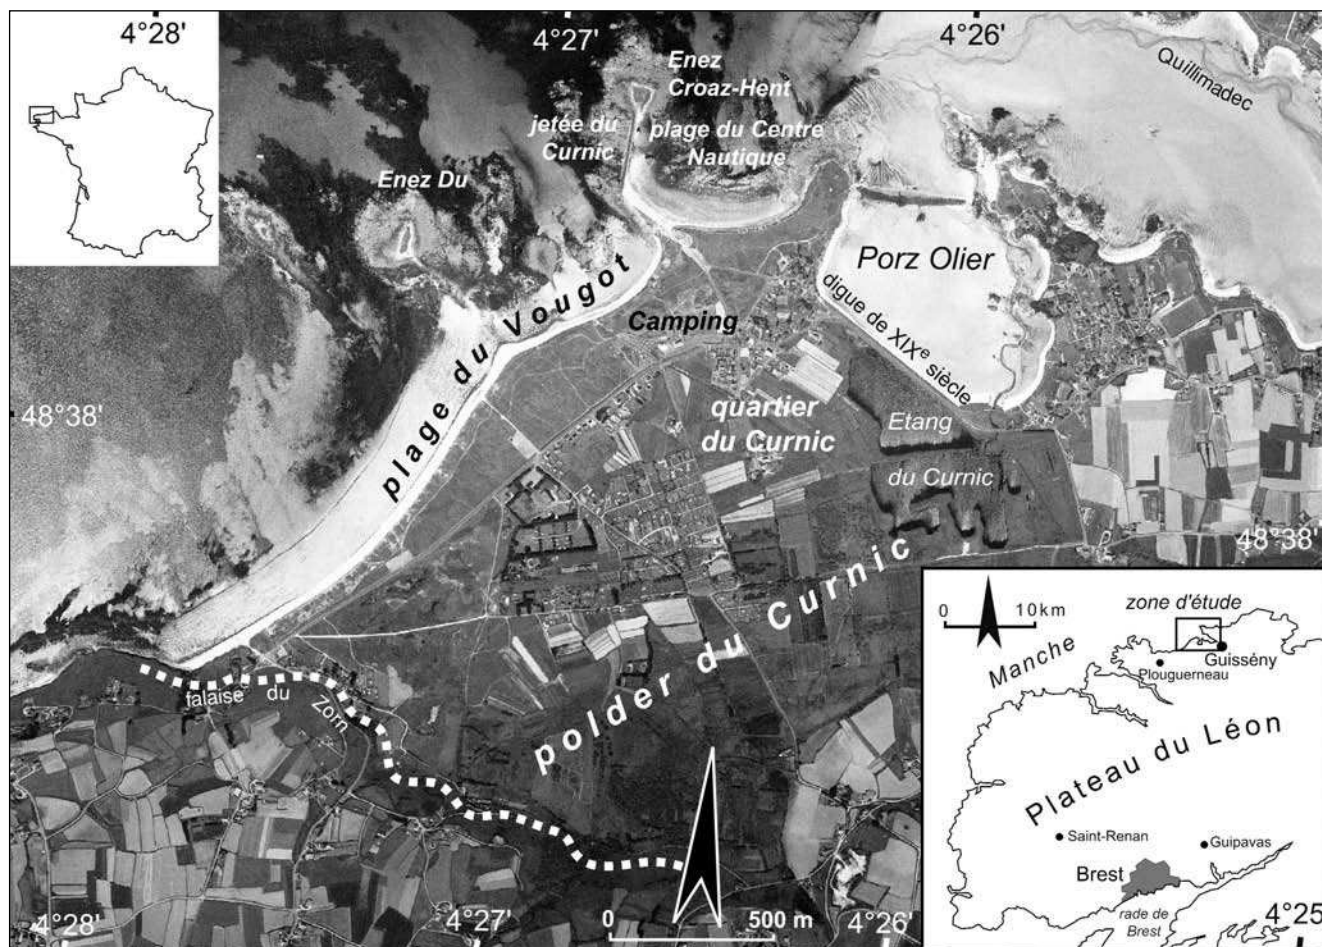 4°28'
4°27'
4°26'
Enez
Croaz-Hent
Quillimadec
jetée du
Curnic
plage du Centre
Nautique
Enez Du
Porz Olier
plage du Vougot
digue de XIXe siècle
Camping
48°38'
quartier
du Curnic
Etang
du Curnic
48°38'
polder du Curnic
falaise du Zorn
0 10km
zone d'étude
Manche
Guissény
Plouguerneau
Plateau du Léon
Saint-Renan
Guipavas
Brest
rade de
Brest
4°28'
4°27'
0 500 m
4°26'
4°25'